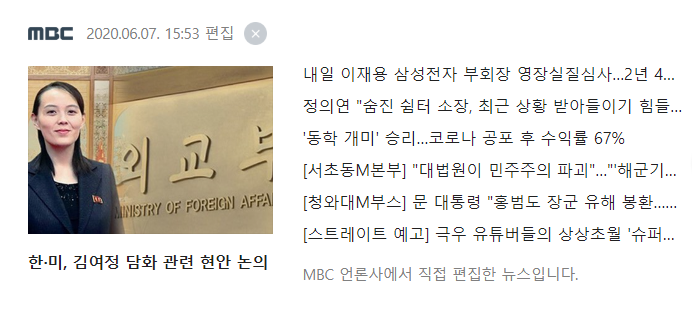 MBC 2020.06.07. 15:53 편집
외교부
MINISTRY OF FOREIGN AFFAI
한·미, 김여정 담화 관련 현안 논의
내일 이재용 삼성전자 부회장 영장실질심사...2년 4...
정의연 "숨진 쉼터 소장, 최근 상황 받아들이기 힘들...
'동학 개미' 승리...코로나 공포 후 수익률 67%
[서초동M본부] "대법원이 민주주의 파괴"..."'해군기...
[청와대M부스] 문 대통령 "홍범도 장군 유해 봉환......
[스트레이트 예고] 극우 유튜버들의 상상초월 '슈퍼...
MBC 언론사에서 직접 편집한 뉴스입니다.